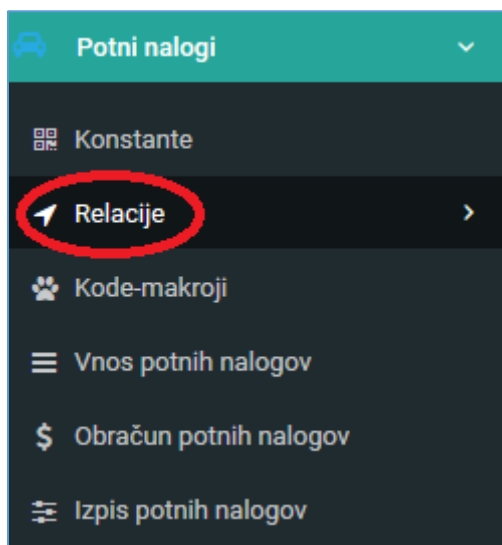 Potni nalogi
Konstante
Relacije
Kode-makroji
Vnos potnih nalogov
Obračun potnih nalogov
Izpis potnih nalogov